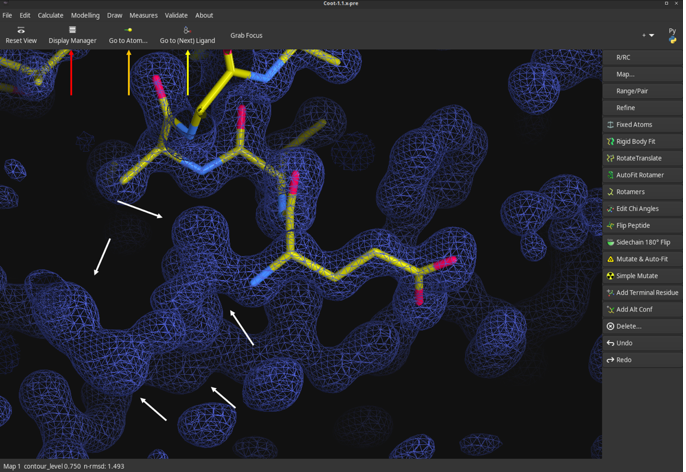 Coot-1.1.x-pre
File Edit Calculate Modelling Draw Measures Validate About
Reset View Display Manager Go to Atom... Go to (Next) Ligand Grab Focus Py
R/RC
Map...
Range/Pair
Refine
Fixed Atoms
Rigid Body Fit
RotateTranslate
AutoFit Rotamer
Rotamers
Edit Chi Angles
Flip Peptide
Sidechain 180° Flip
Mutate & Auto-Fit
Simple Mutate
Add Terminal Residue
Add Alt Conf
Delete...
Undo
Redo
Map 1 contour_level 0.750 n-rmsd: 1.493